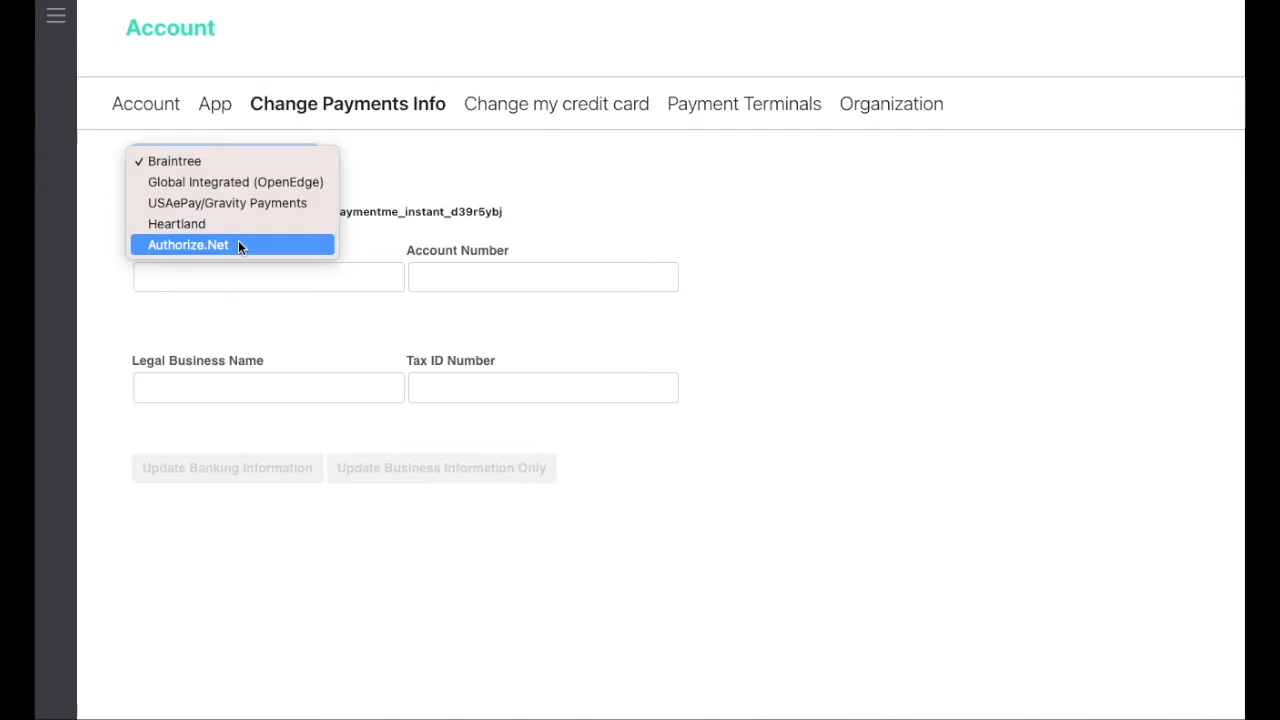 Account
Account App Change Payments Info Change my credit card Payment Terminals Organization
✓ Braintree
Global Integrated (OpenEdge)
USAePay/Gravity Payments
Heartland
Authorize.Net
aymentme_instant_d39r5ybj
Account Number
Legal Business Name Tax ID Number
Update Banking Information Update Business Information Only